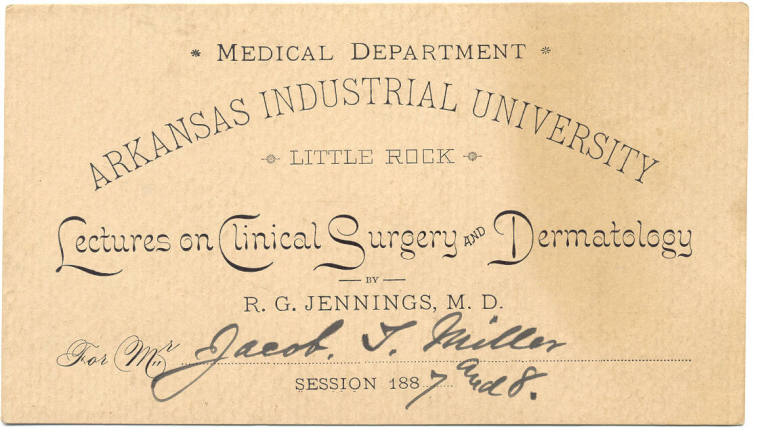 * MEDICAL DEPARTMENT *
ARKANSAS INDUSTRIAL UNIVERSITY
LITTLE ROCK
Lectures on Clinical Surgery AND Dermatology
BY
R. G. JENNINGS, M. D.
For Mr Jacob. T. Miller
SESSION 1887 and 8.